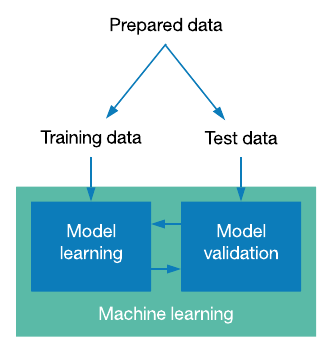 Prepared data
Training data
Test data
Model
learning
Model
validation
Machine learning